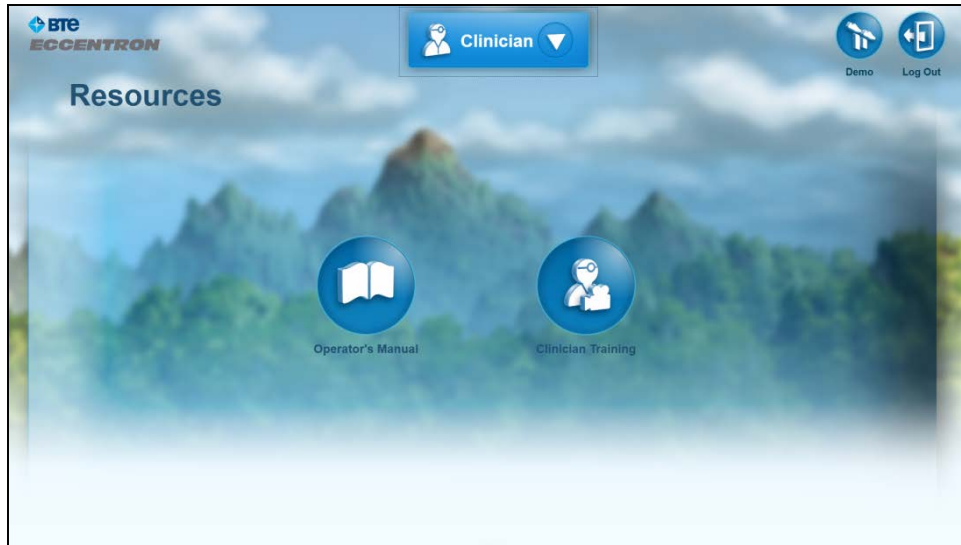 BTE
ECCENTRON
Clinician
Demo
Log Out
Resources
Operator's Manual
Clinician Training